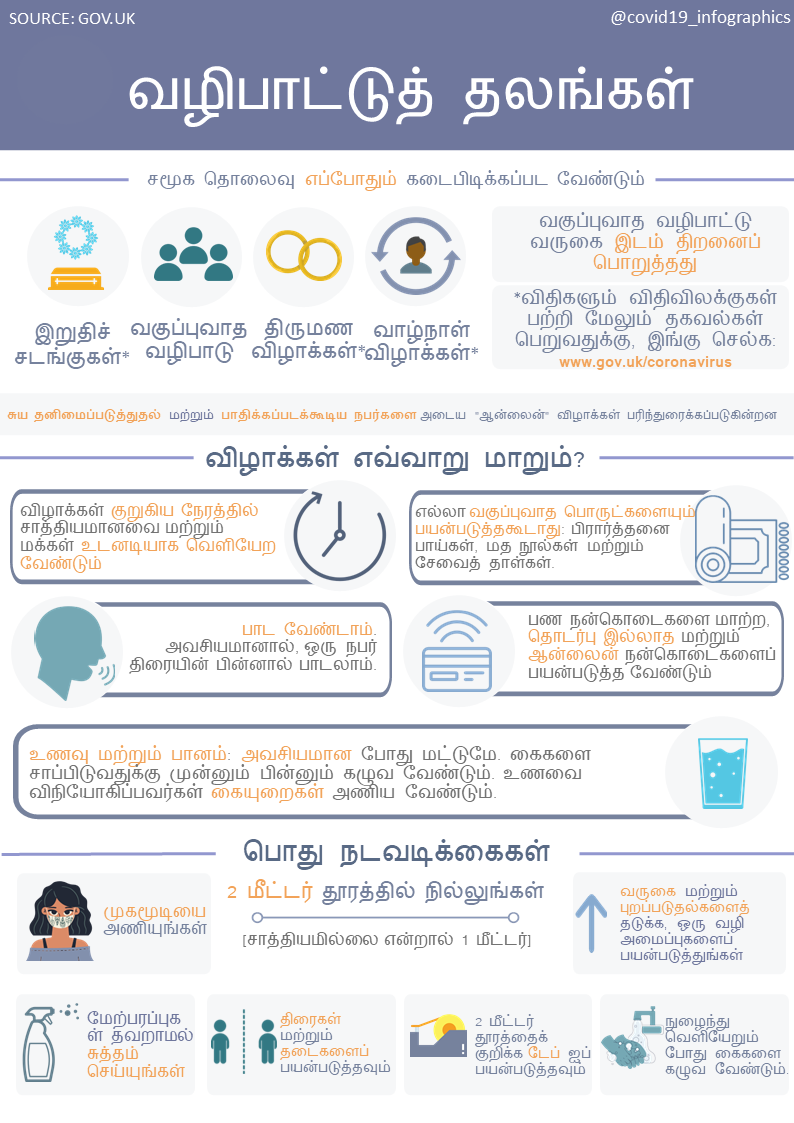 SOURCE: GOV.UK
@covid19_infographics
வழிபாட்டுத் தலங்கள்
சமூக தொலைவு எப்போதும் கடைபிடிக்கப்பட வேண்டும்
இறுதிச்
சடங்குகள்*
வகுப்புவாத
வழிபாடு
திருமண
விழாக்கள்*
வாழ்நாள்
விழாக்கள்*
வகுப்புவாத வழிபாட்டு
வருகை இடம் திறனைப்
பொறுத்தது
*விதிகளும் விதிவிலக்குகள்
பற்றி மேலும் தகவல்கள்
பெறுவதுக்கு, இங்கு செல்க:
www.gov.uk/coronavirus
சுய தனிமைப்படுத்துதல் மற்றும் பாதிக்கப்படக்கூடிய நபர்களை அடைய "ஆன்லைன்" விழாக்கள் பரிந்துரைக்கப்படுகின்றன
விழாக்கள் எவ்வாறு மாறும்?
விழாக்கள் குறுகிய நேரத்தில்
சாத்தியமானவை மற்றும்
மக்கள் உடனடியாக வெளியேற
வேண்டும்
எல்லா வகுப்புவாத பொருட்களையும்
பயன்படுத்தகூடாது: பிரார்த்தனை
பாய்கள், மத நூல்கள் மற்றும்
சேவைத் தாள்கள்.
பாட வேண்டாம்.
அவசியமானால், ஒரு நபர்
திரையின் பின்னால் பாடலாம்.
பண நன்கொடைகளை மாற்ற,
தொடர்பு இல்லாத மற்றும்
ஆன்லைன் நன்கொடைகளைப்
பயன்படுத்த வேண்டும்
உணவு மற்றும் பானம்: அவசியமான போது மட்டுமே. கைகளை
சாப்பிடுவதுக்கு முன்னும் பின்னும் கழுவ வேண்டும். உணவை
விநியோகிப்பவர்கள் கையுறைகள் அணிய வேண்டும்.
பொது நடவடிக்கைகள்
முகமூடியை
அணியுங்கள்
2 மீட்டர் தூரத்தில் நில்லுங்கள்
[சாத்தியமில்லை என்றால் 1 மீட்டர்]
வருகை மற்றும்
புறப்படுதல்களைத்
தடுக்க, ஒரு வழி
அமைப்புகளைப்
பயன்படுத்துங்கள்
மேற்பரப்புக
ள் தவறாமல்
சுத்தம்
செய்யுங்கள்
திரைகள்
மற்றும்
தடைகளைப்
பயன்படுத்தவும்
2 மீட்டர்
தூரத்தைக்
குறிக்க டேப் ஐப்
பயன்படுத்தவும்
நுழைந்து
வெளியேறும்
போது கைகளை
கழுவ வேண்டும்.